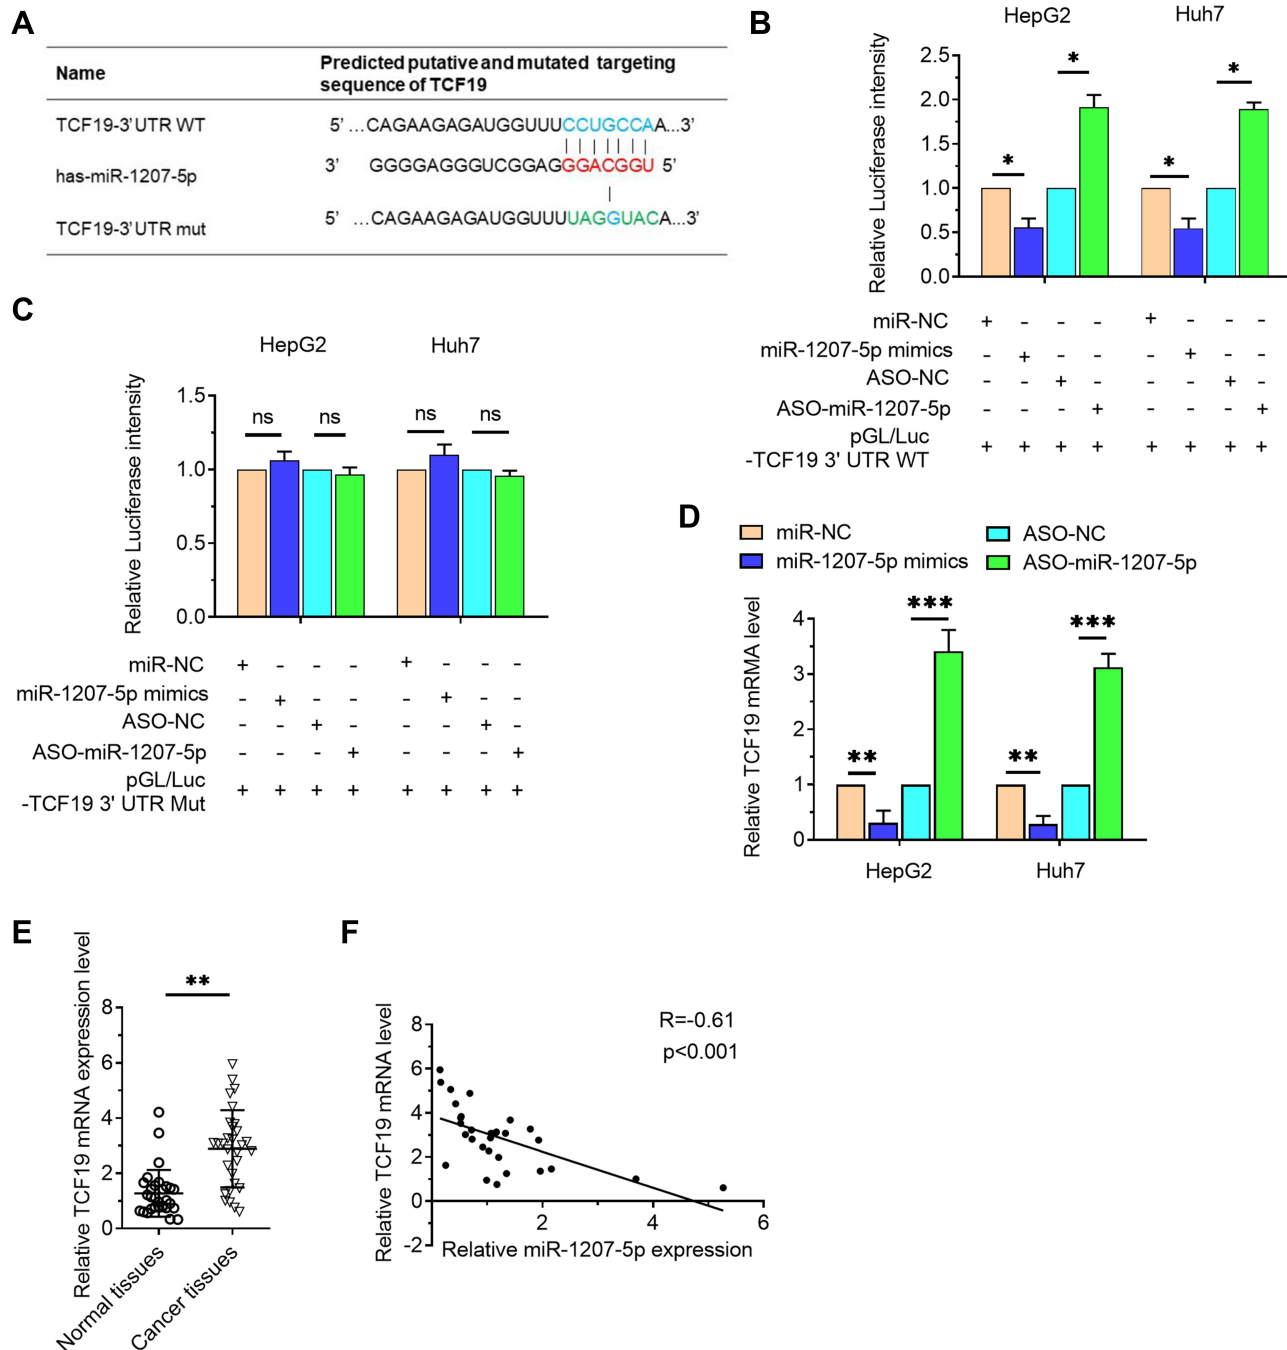 A
Name
Predicted putative and mutated targeting
sequence of TCF19
TCF19-3'UTR WT
5' ...CAGAAGAGAUGGUUUCCUGCCAA...3'
has-miR-1207-5p
3' GGGGAGGGUCGGAGGGACGGU 5'
TCF19-3'UTR mut
5' ...CAGAAGAGAUGGUUUUAGGUACA...3'
B
HepG2 Huh7
Relative Luciferase intensity
2.5
2.0
1.5
1.0
0.5
0.0
* * * *
miR-NC + - - - + - - -
miR-1207-5p mimics - + - - - + - -
ASO-NC - - + - - - + -
ASO-miR-1207-5p - - - + - - - +
pGL/Luc
-TCF19 3' UTR WT + + + + + + + +
C
HepG2 Huh7
Relative Luciferase intensity
1.5
1.0
0.5
0.0
ns ns ns ns
miR-NC + - - - + - - -
miR-1207-5p mimics - + - - - + - -
ASO-NC - - + - - - + -
ASO-miR-1207-5p - - - + - - - +
pGL/Luc
-TCF19 3' UTR Mut + + + + + + + +
D
miR-NC ASO-NC
miR-1207-5p mimics ASO-miR-1207-5p
Relative TCF19 mRMA level
4
3
2
1
0
** *** ** ***
HepG2 Huh7
E
Relative TCF19 mRNA expression level
8
6
4
2
0
**
Normal tissues
Cancer tissues
F
Relative TCF19 mRNA level
8
6
4
2
0
-2
R=-0.61
p<0.001
2 4 6
Relative miR-1207-5p expression